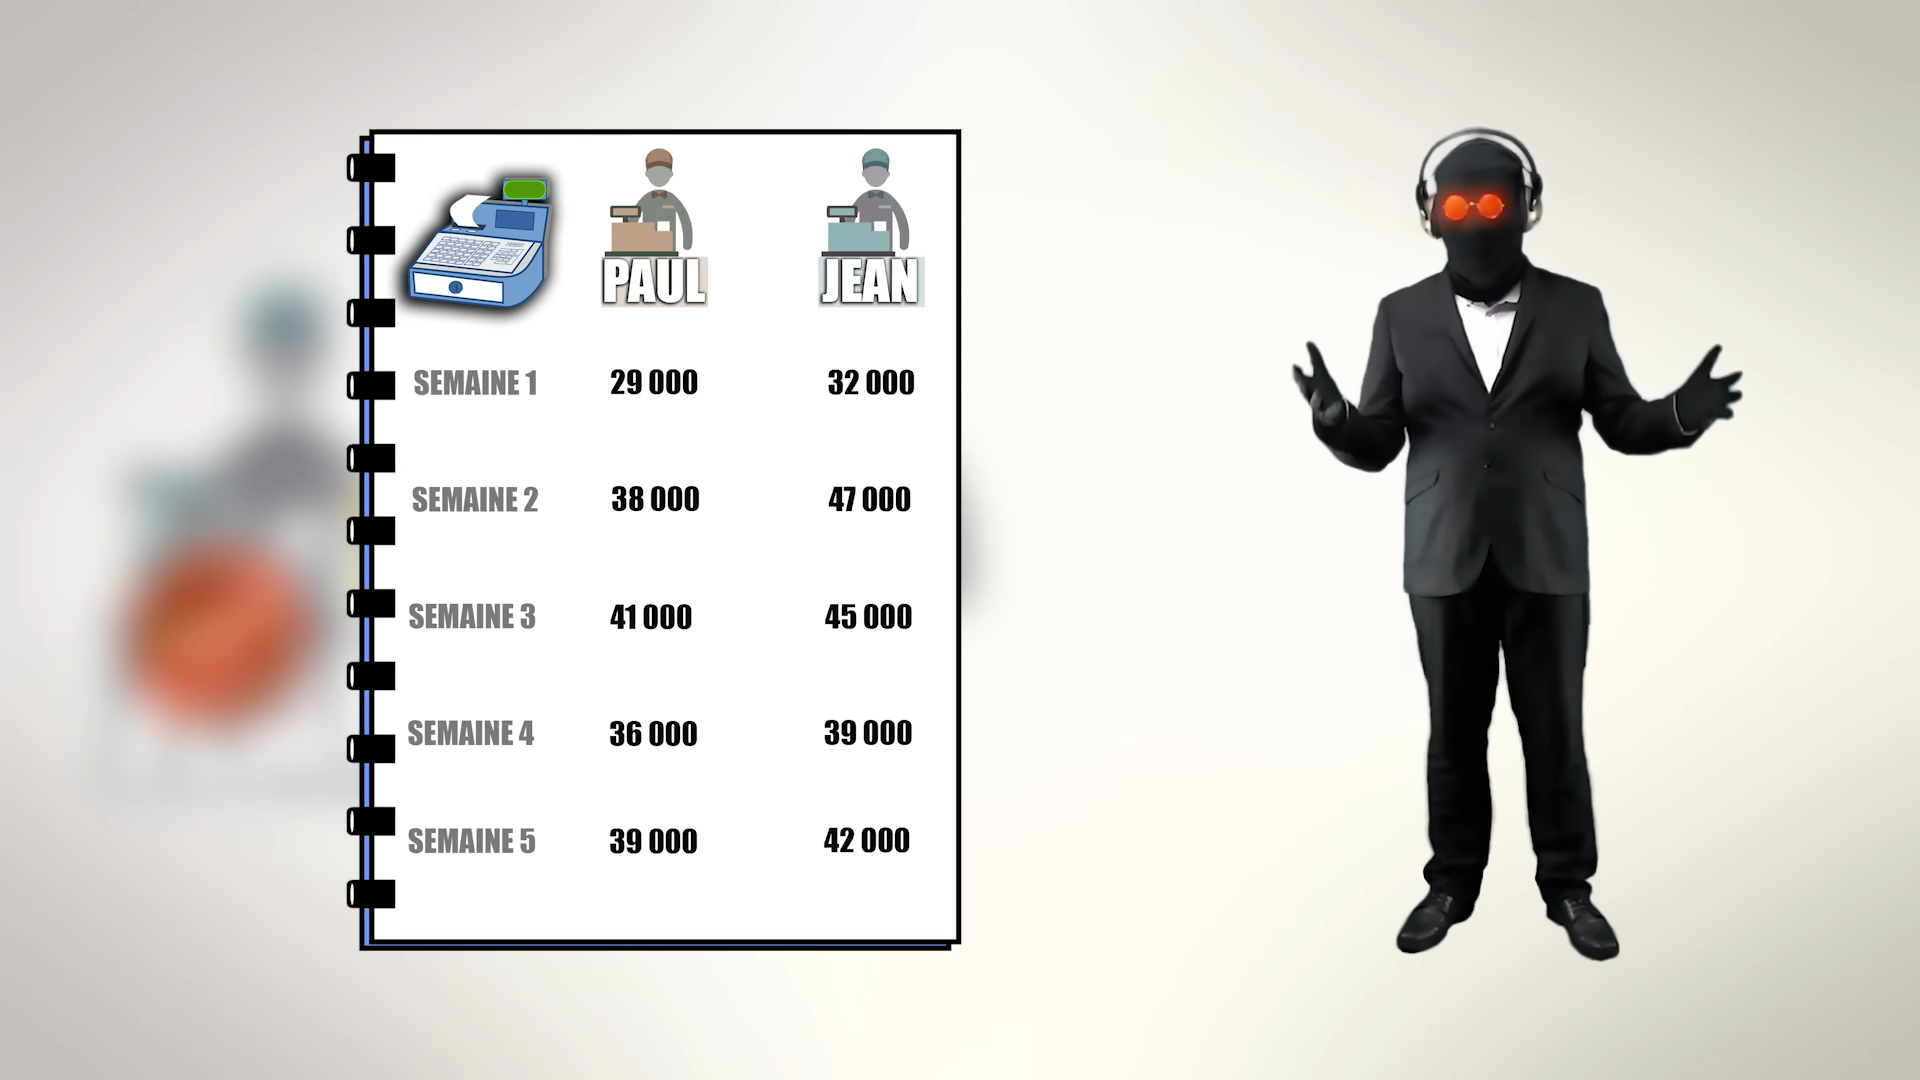 PAUL JEAN
SEMAINE 1 29 000 32 000
SEMAINE 2 38 000 47 000
SEMAINE 3 41 000 45 000
SEMAINE 4 36 000 39 000
SEMAINE 5 39 000 42 000